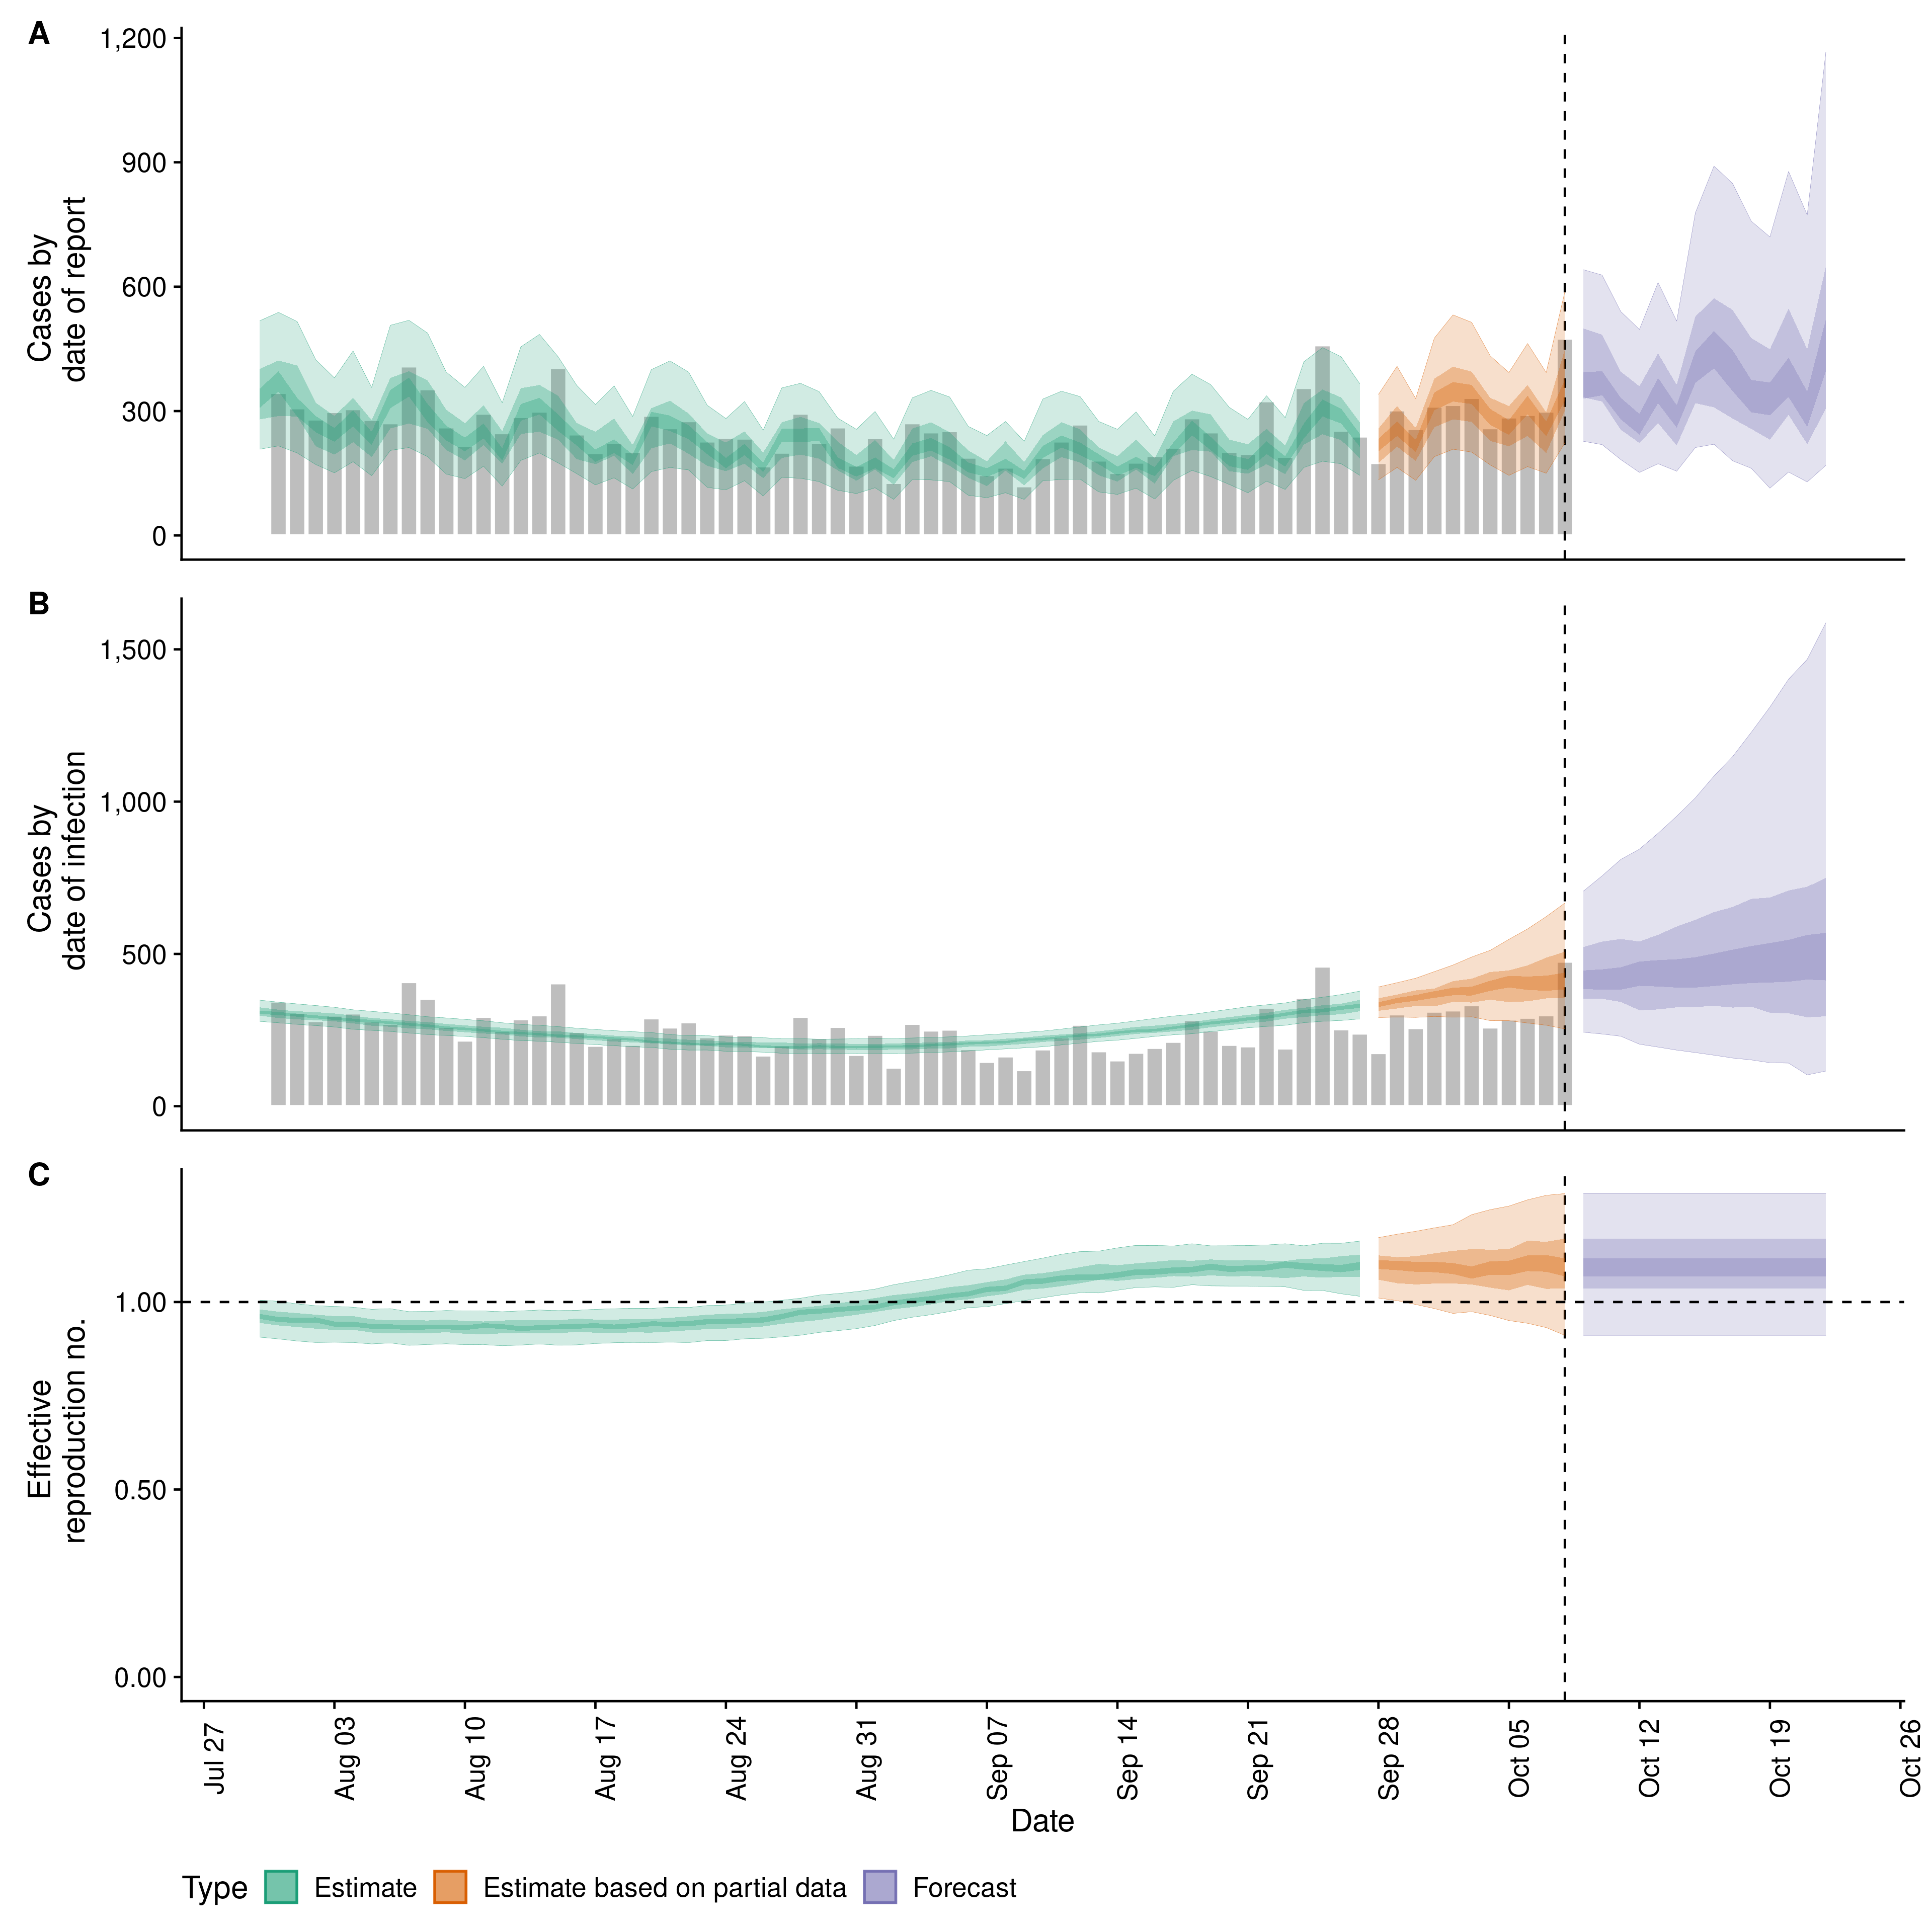 A
1,200
900
600
300
0
Cases by
date of report
B
1,500
1,000
500
0
Cases by
date of infection
C
1.00
0.50
0.00
Effective
reproduction no.
Jul 27
Aug 03
Aug 10
Aug 17
Aug 24
Aug 31
Sep 07
Sep 14
Sep 21
Sep 28
Oct 05
Oct 12
Oct 19
Oct 26
Date
Type Estimate Estimate based on partial data Forecast